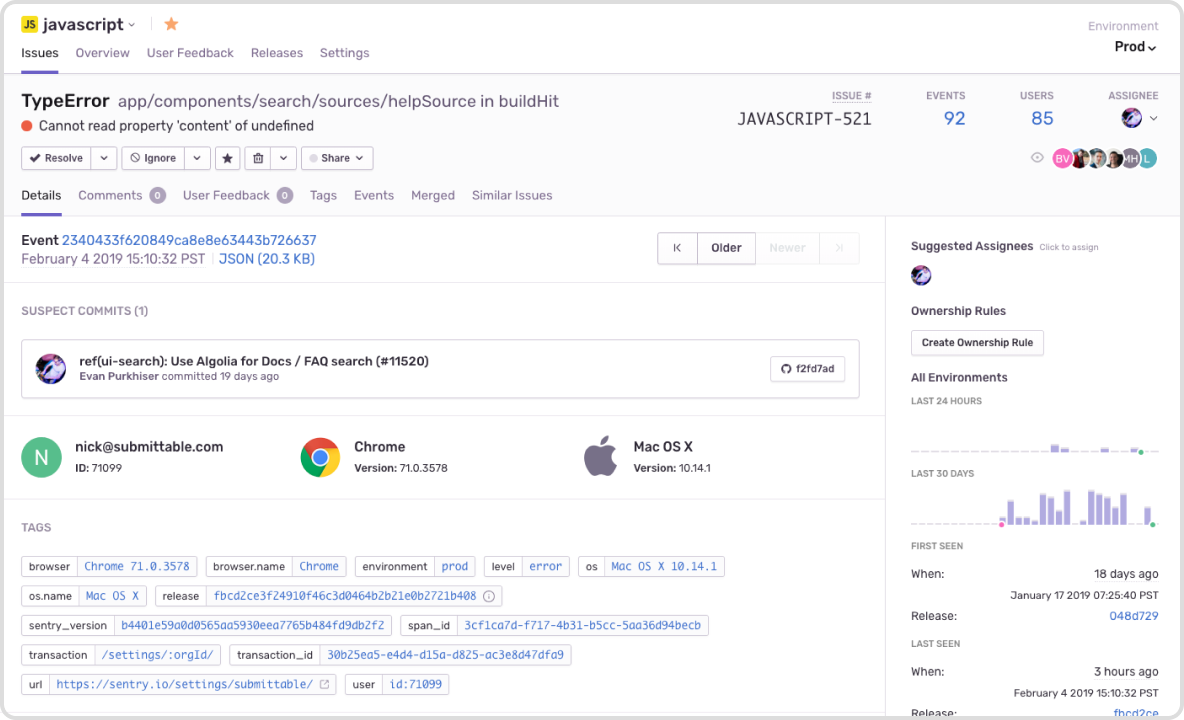 JS javascript
Environment
Prod
Issues Overview User Feedback Releases Settings
TypeError app/components/search/sources/helpSource in buildHit
Cannot read property 'content' of undefined
ISSUE # EVENTS USERS ASSIGNEE
JAVASCRIPT-521 92 85
Resolve Ignore Share
BV MH L
Details Comments 0 User Feedback 0 Tags Events Merged Similar Issues
Event 2340433f620849ca8e8e63443b726637
February 4 2019 15:10:32 PST JSON (20.3 KB)
Older Newer
SUSPECT COMMITS (1)
ref(ui-search): Use Algolia for Docs / FAQ search (#11520)
Evan Purkhiser committed 19 days ago
f2fd7ad
N nick@submittable.com
ID: 71099
Chrome
Version: 71.0.3578
Mac OS X
Version: 10.14.1
TAGS
browser Chrome 71.0.3578 browser.name Chrome environment prod level error os Mac OS X 10.14.1
os.name Mac OS X release fbcd2ce3f24910f46c3d0464b2b21e0b2721b408
sentry_version b4401e59a0d0565aa5930eea7765b484fd9db2f2 span_id 3cf1ca7d-f717-4b31-b5cc-5aa36d94becb
transaction /settings/:orgId/ transaction_id 30b25ea5-e4d4-d15a-d825-ac3e8d47dfa9
url https://sentry.io/settings/submittable/ user id:71099
Suggested Assignees Click to assign
Ownership Rules
Create Ownership Rule
All Environments
LAST 24 HOURS
LAST 30 DAYS
FIRST SEEN
When: 18 days ago
January 17 2019 07:25:40 PST
Release: 048d729
LAST SEEN
When: 3 hours ago
February 4 2019 15:10:32 PST
Release: fbcd2ce